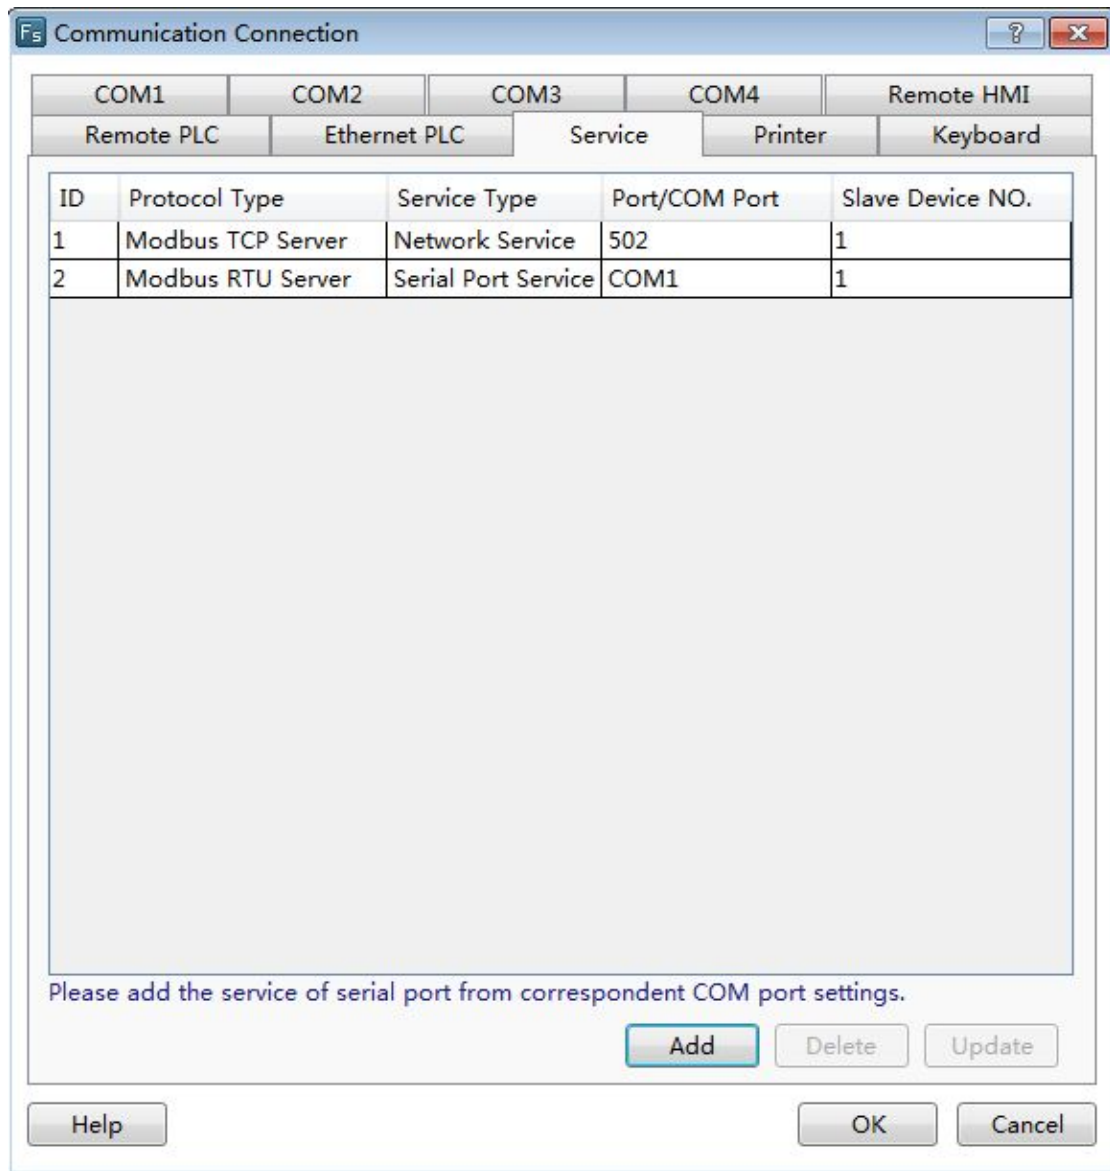 Fs Communication Connection ?
COM1 COM2 COM3 COM4 Remote HMI
Remote PLC Ethernet PLC Service Printer Keyboard
ID Protocol Type Service Type Port/COM Port Slave Device NO.
1 Modbus TCP Server Network Service 502 1
2 Modbus RTU Server Serial Port Service COM1 1
Please add the service of serial port from correspondent COM port settings.
Add Delete Update
Help OK Cancel